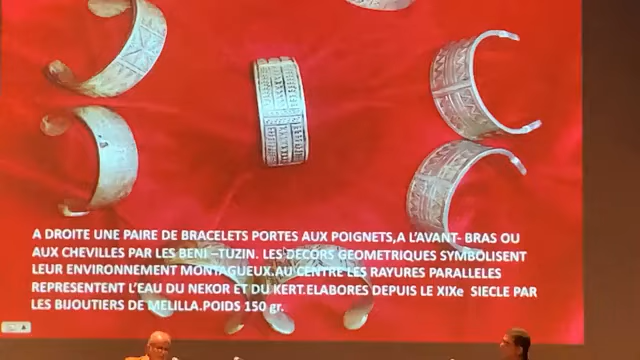 A DROITE UNE PAIRE DE BRACELETS PORTES AUX POIGNETS,A L'AVANT- BRAS OU
AUX CHEVILLES PAR LES BENI –TUZIN. LES DECORS GEOMETRIQUES SYMBOLISENT
LEUR ENVIRONNEMENT MONTAGUEUX.AU CENTRE LES RAYURES PARALLELES
REPRESENTENT L'EAU DU NEKOR ET DU KERT.ELABORES DEPUIS LE XIXe SIECLE PAR
LES BIJOUTIERS DE MELILLA.POIDS 150 gr.